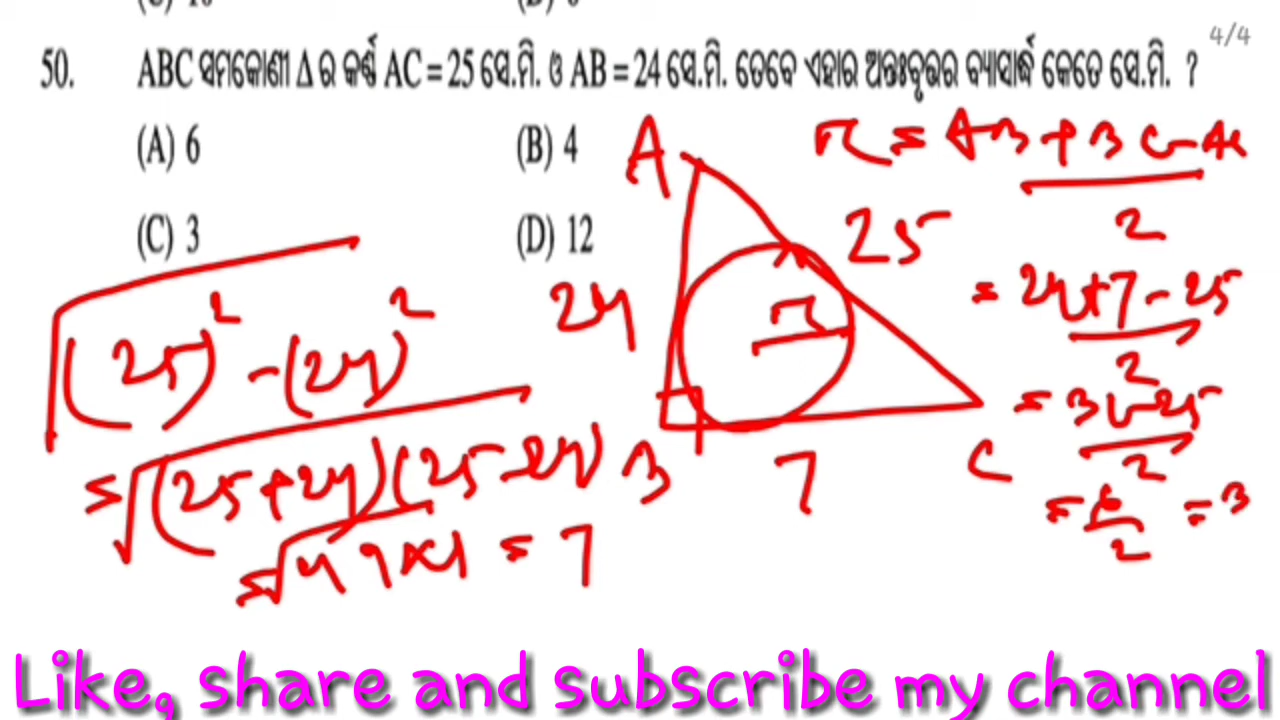 4/4
50. ABC ସମକୋଣୀ Δ ର କର୍ଣ୍ଣ AC = 25 ସେ.ମି. ଓ AB = 24 ସେ.ମି. ତେବେ ଏହାର ଅନ୍ତଃବୃତ୍ତର ବ୍ୟାସାର୍ଦ୍ଧ କେତେ ସେ.ମି. ?
(A) 6 (B) 4
(C) 3 (D) 12
A
24
25
r
B
7
C
√(25)² - (24)²
= √(25+24)(25-24)
= √49×1 = 7
r = AB+BC-AC
2
= 24+7-25
2
= 31-25
2
= 6/2 = 3
Like, share and subscribe my channel